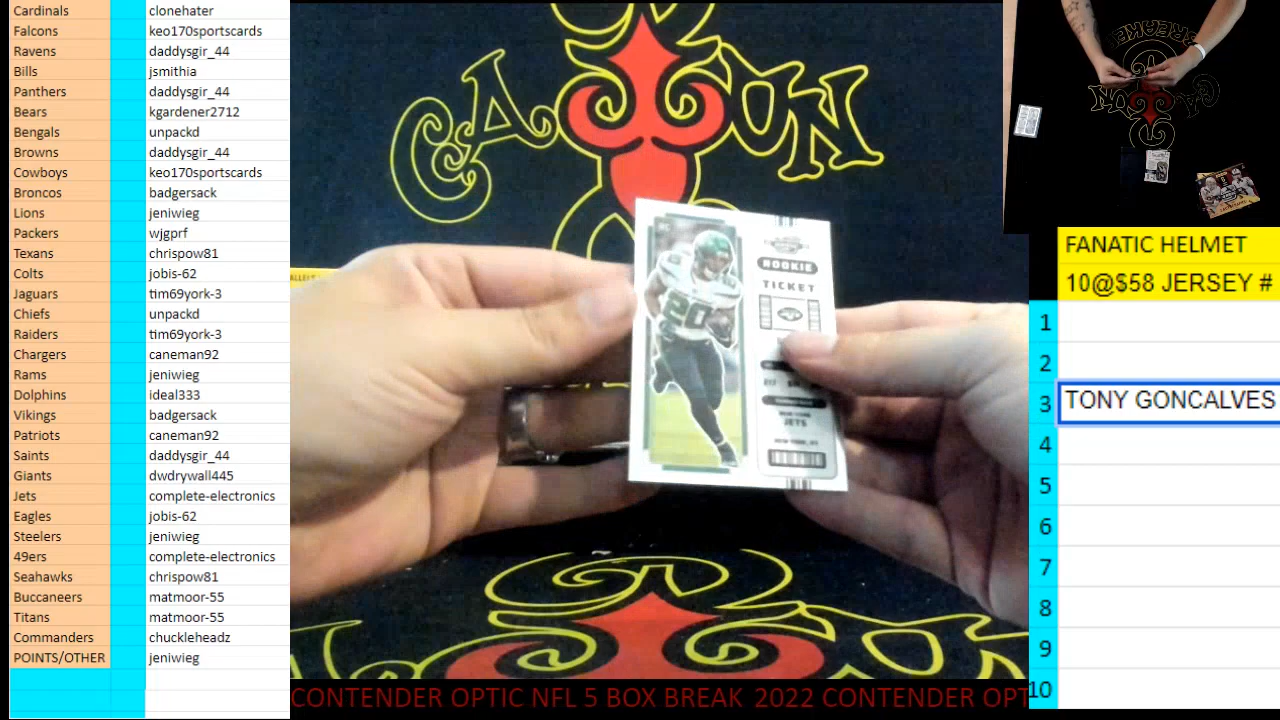 Cardinals clonehater
Falcons keo170sportscards
Ravens daddysgir_44
Bills jsmithia
Panthers daddysgir_44
Bears kgardener2712
Bengals unpackd
Browns daddysgir_44
Cowboys keo170sportscards
Broncos badgersack
Lions jeniwieg
Packers wjgprf
Texans chrispow81
Colts jobis-62
Jaguars tim69york-3
Chiefs unpackd
Raiders tim69york-3
Chargers caneman92
Rams jeniwieg
Dolphins ideal333
Vikings badgersack
Patriots caneman92
Saints daddysgir_44
Giants dwdrywall445
Jets complete-electronics
Eagles jobis-62
Steelers jeniwieg
49ers complete-electronics
Seahawks chrispow81
Buccaneers matmoor-55
Titans matmoor-55
Commanders chuckleheadz
POINTS/OTHER jeniwieg
ROOKIE
TICKET
20
NEW YORK
JETS
CONTENDER OPTIC NFL 5 BOX BREAK 2022 CONTENDER OPT
BREAKE
FANATIC HELMET
10@$58 JERSEY #
1
2
3 TONY GONCALVES
4
5
6
7
8
9
10